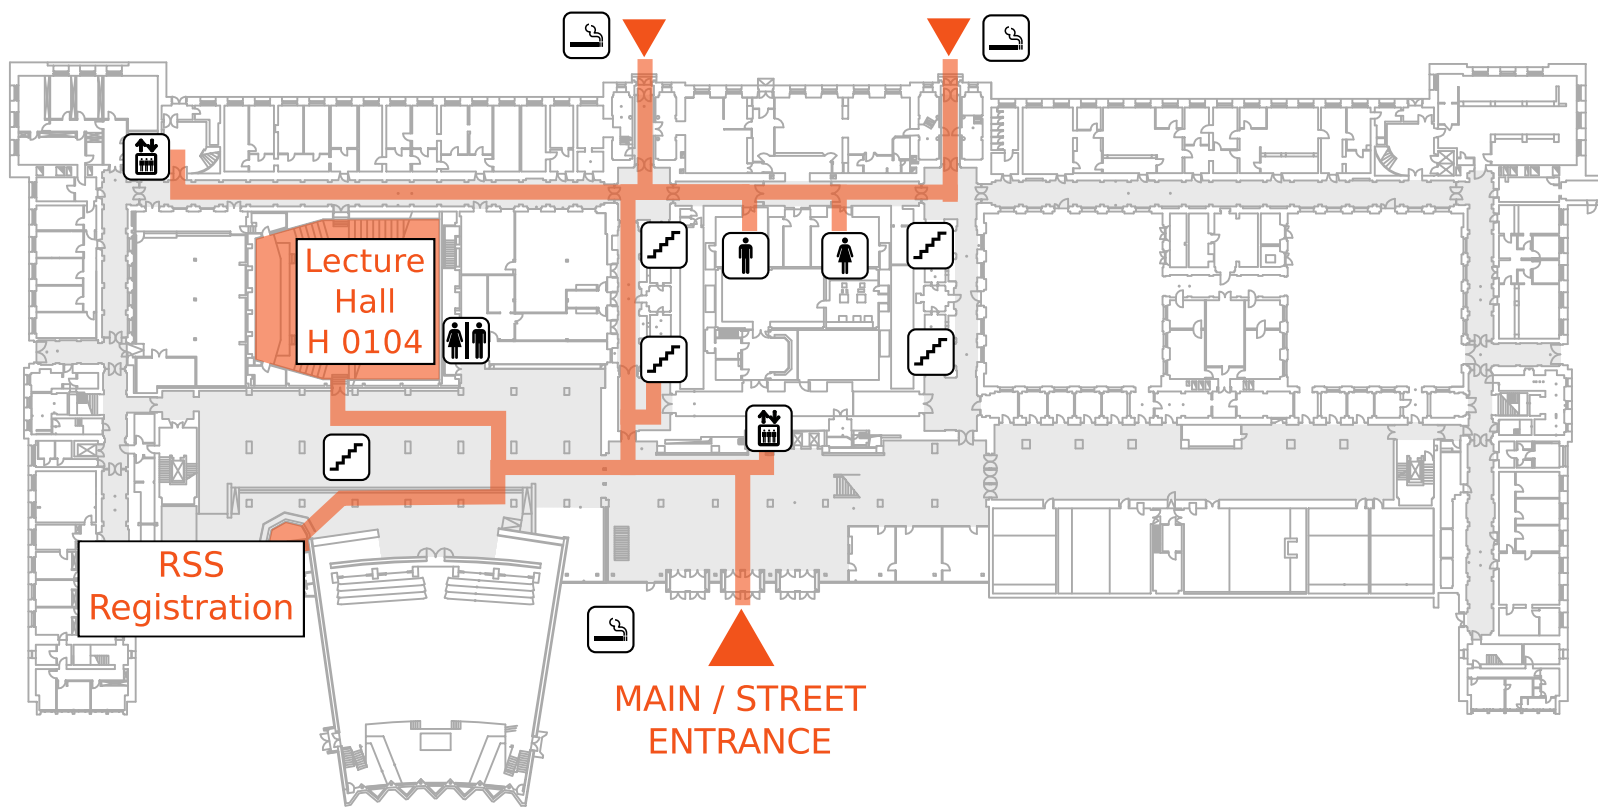 Lecture
Hall
H 0104
RSS
Registration
MAIN / STREET
ENTRANCE